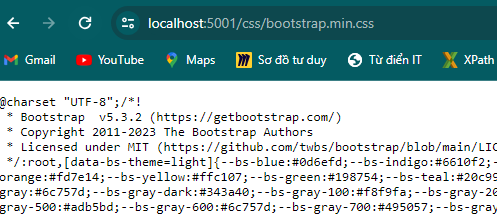 localhost:5001/css/bootstrap.min.css
Gmail YouTube Maps Sơ đồ tư duy Từ điển IT XPath
@charset "UTF-8";/*!
* Bootstrap v5.3.2 (https://getbootstrap.com/)
* Copyright 2011-2023 The Bootstrap Authors
* Licensed under MIT (https://github.com/twbs/bootstrap/blob/main/LIC
*/:root,[data-bs-theme=light]{--bs-blue:#0d6efd;--bs-indigo:#6610f2;-
orange:#fd7e14;--bs-yellow:#ffc107;--bs-green:#198754;--bs-teal:#20c99
gray:#6c757d;--bs-gray-dark:#343a40;--bs-gray-100:#f8f9fa;--bs-gray-20
gray-500:#adb5bd;--bs-gray-600:#6c757d;--bs-gray-700:#495057;--bs-gray